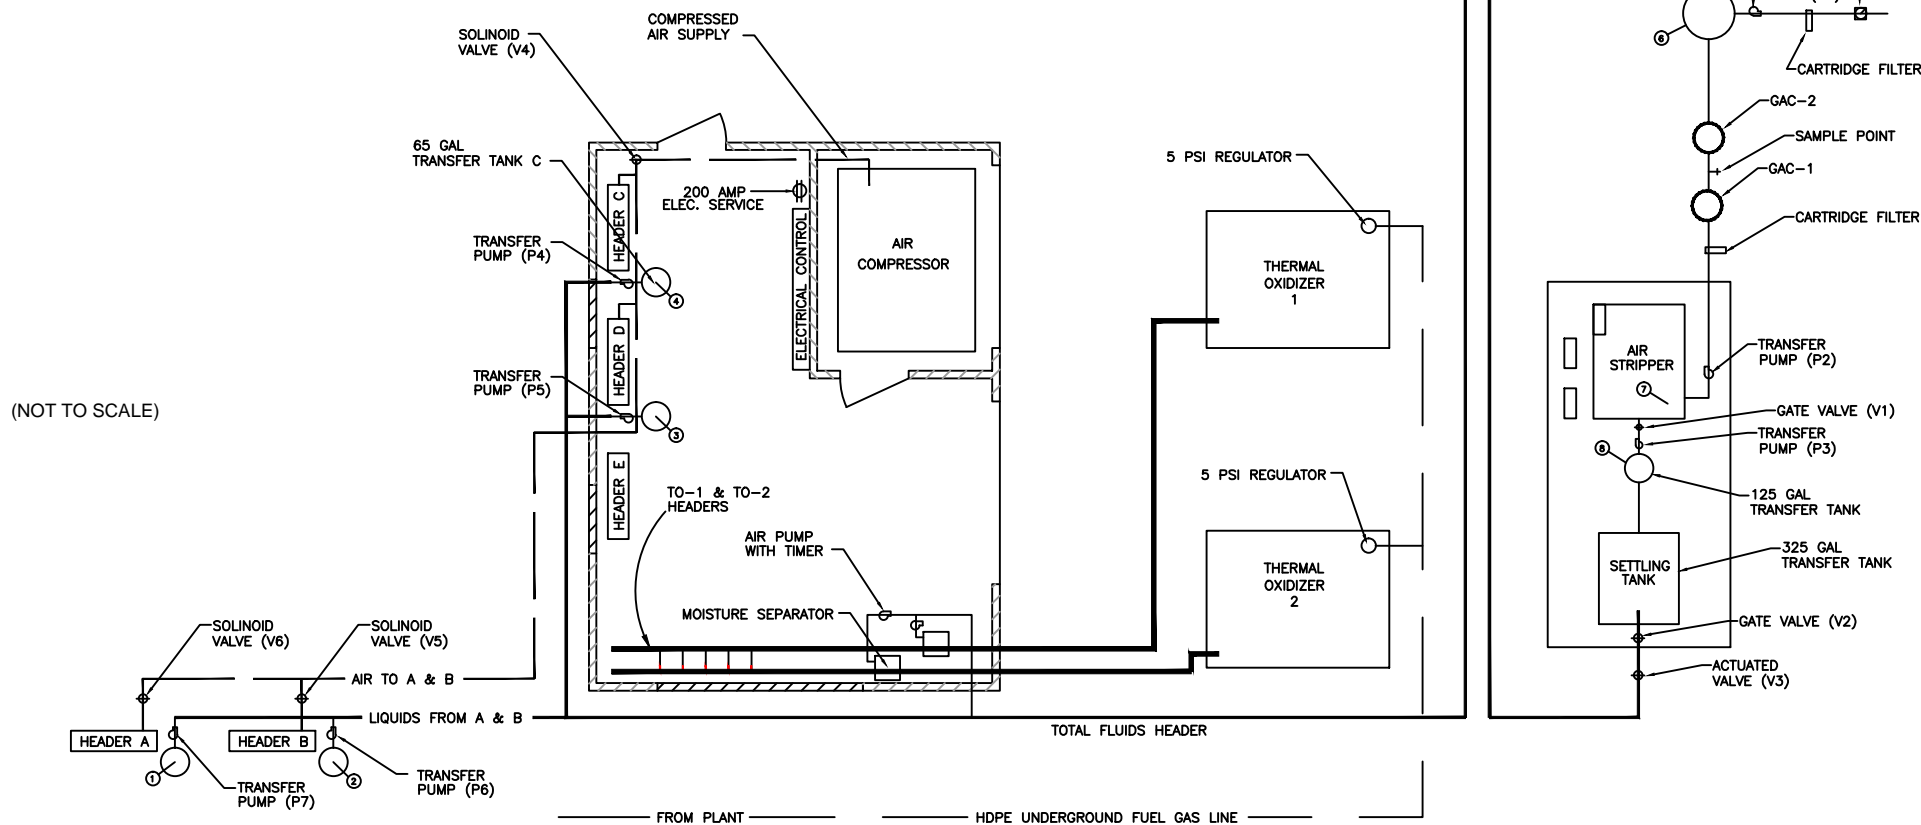 COMPRESSED
AIR SUPPLY
SOLINOID
VALVE (V4)
6
CARTRIDGE FILTER
GAC-2
65 GAL
TRANSFER TANK C
SAMPLE POINT
5 PSI REGULATOR
GAC-1
200 AMP
ELEC. SERVICE
HEADER C
CARTRIDGE FILTER
TRANSFER
PUMP (P4)
AIR
COMPRESSOR
ELECTRICAL CONTROL
THERMAL
OXIDIZER
1
4
HEADER D
TRANSFER
PUMP (P2)
AIR
STRIPPER
7
TRANSFER
PUMP (P5)
(NOT TO SCALE)
GATE VALVE (V1)
3
TRANSFER
PUMP (P3)
8
HEADER E
5 PSI REGULATOR
TO-1 & TO-2
HEADERS
125 GAL
TRANSFER TANK
AIR PUMP
WITH TIMER
325 GAL
TRANSFER TANK
SETTLING
TANK
THERMAL
OXIDIZER
2
MOISTURE SEPARATOR
SOLINOID
VALVE (V6)
SOLINOID
VALVE (V5)
GATE VALVE (V2)
ACTUATED
VALVE (V3)
AIR TO A & B
LIQUIDS FROM A & B
TOTAL FLUIDS HEADER
HEADER A
HEADER B
1
2
TRANSFER
PUMP (P7)
TRANSFER
PUMP (P6)
FROM PLANT
HDPE UNDERGROUND FUEL GAS LINE